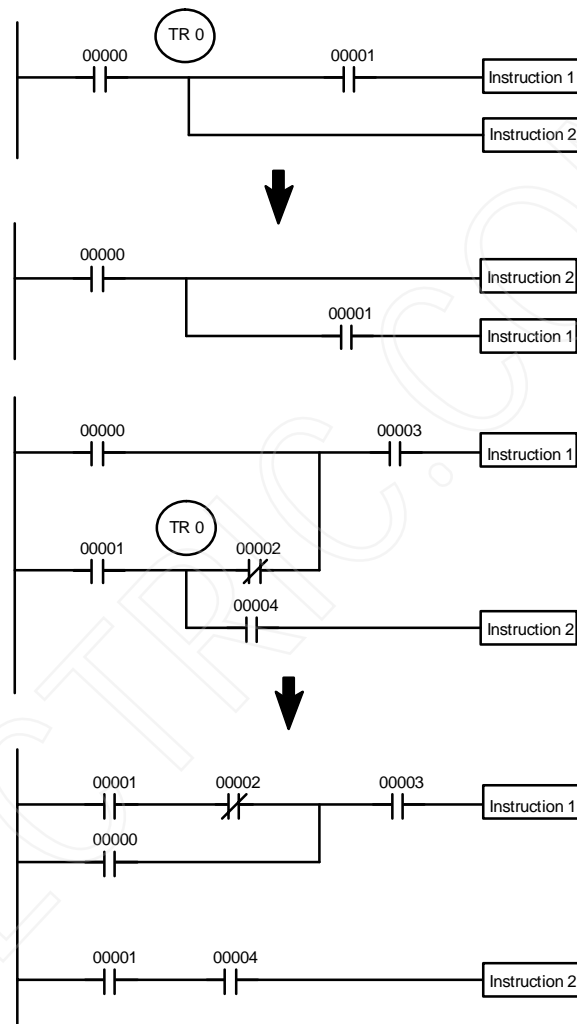 TR 0
00000 00001
Instruction 1
Instruction 2
00000
Instruction 2
00001
Instruction 1
00000 00003
Instruction 1
TR 0
00001 00002
00004
Instruction 2
00001 00002 00003
Instruction 1
00000
00001 00004
Instruction 2